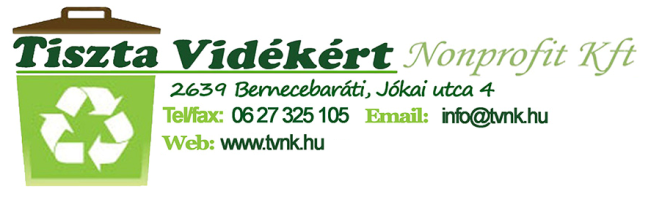 Tiszta Vidékért Nonprofit Kft
2639 Bernecebaráti, Jókai utca 4
Tel/fax: 06 27 325 105 Email: info@tvnk.hu
Web: www.tvnk.hu